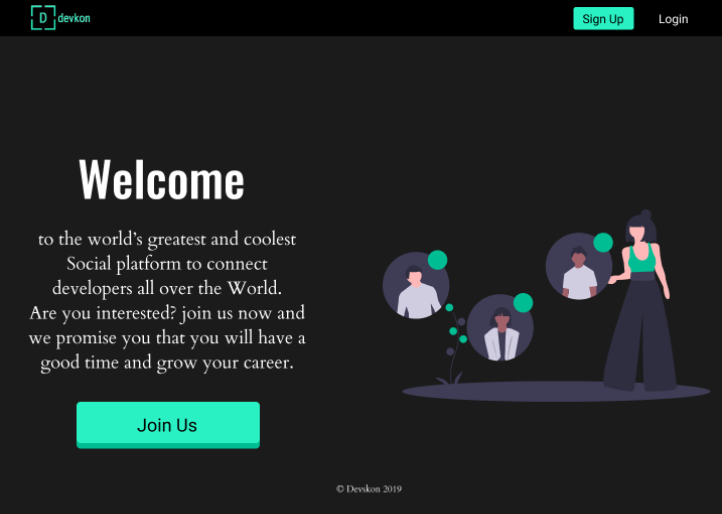 D devkon
Sign Up
Login
Welcome
to the world’s greatest and coolest
Social platform to connect
developers all over the World.
Are you interested? join us now and
we promise you that you will have a
good time and grow your career.
Join Us
© Devskon 2019